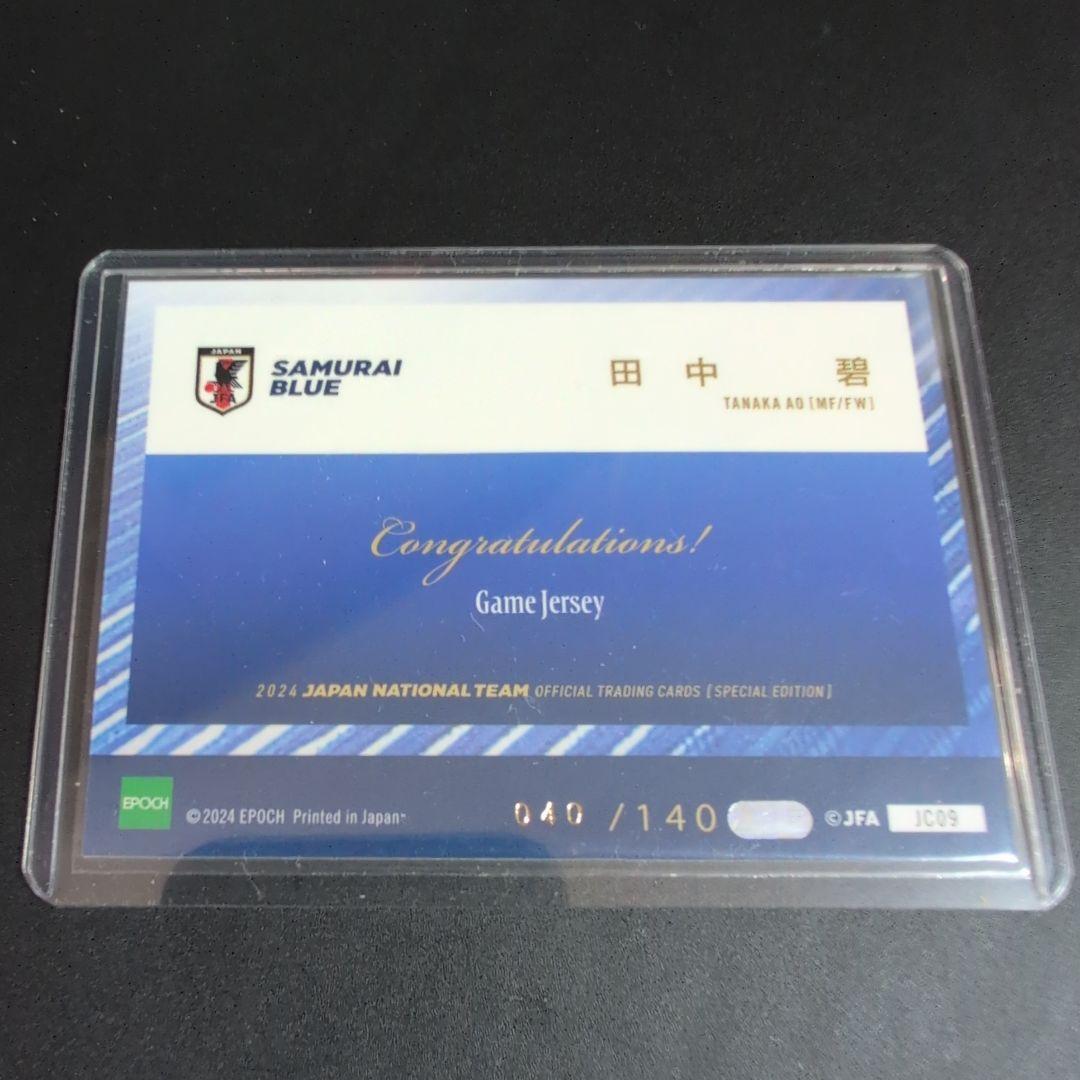 JAPAN
JFA
SAMURAI
BLUE
田 中 碧
TANAKA AO [MF/FW]
Congratulations!
Game Jersey
2024 JAPAN NATIONAL TEAM OFFICIAL TRADING CARDS [SPECIAL EDITION]
EPOCH
©2024 EPOCH Printed in Japan
040 /140
©JFA
JC09